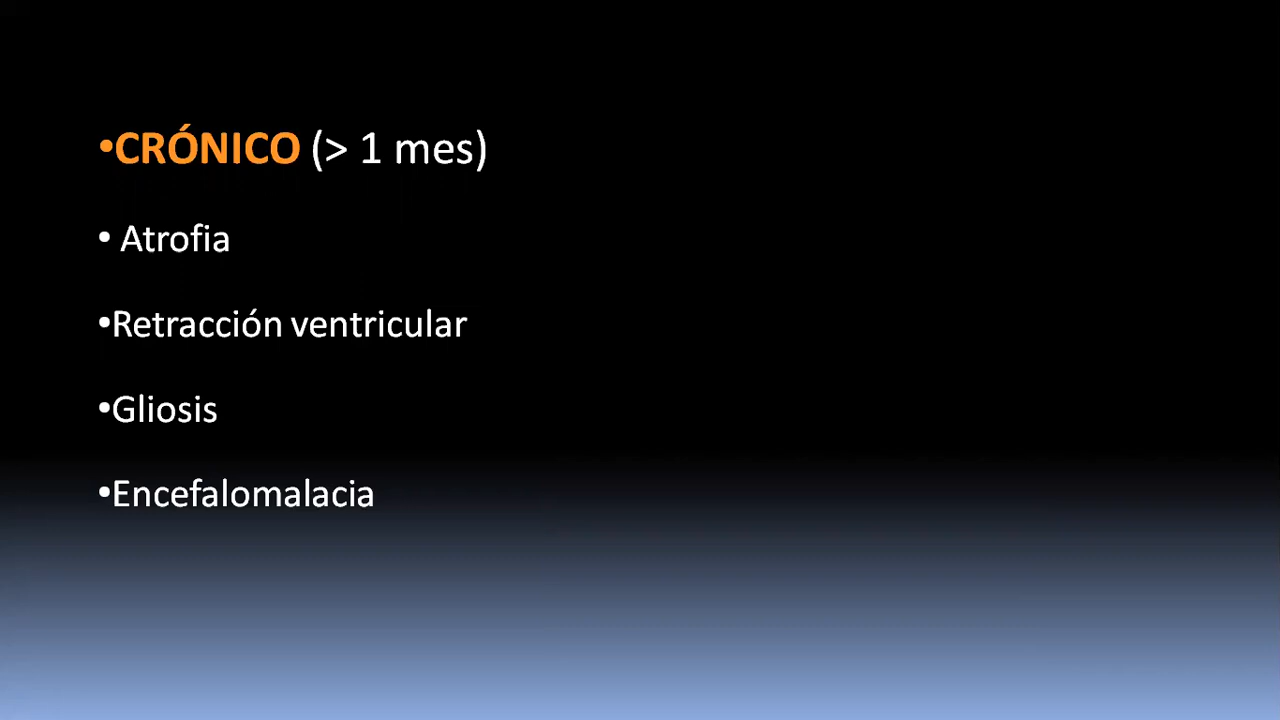 •CRÓNICO (> 1 mes)
• Atrofia
•Retracción ventricular
•Gliosis
•Encefalomalacia